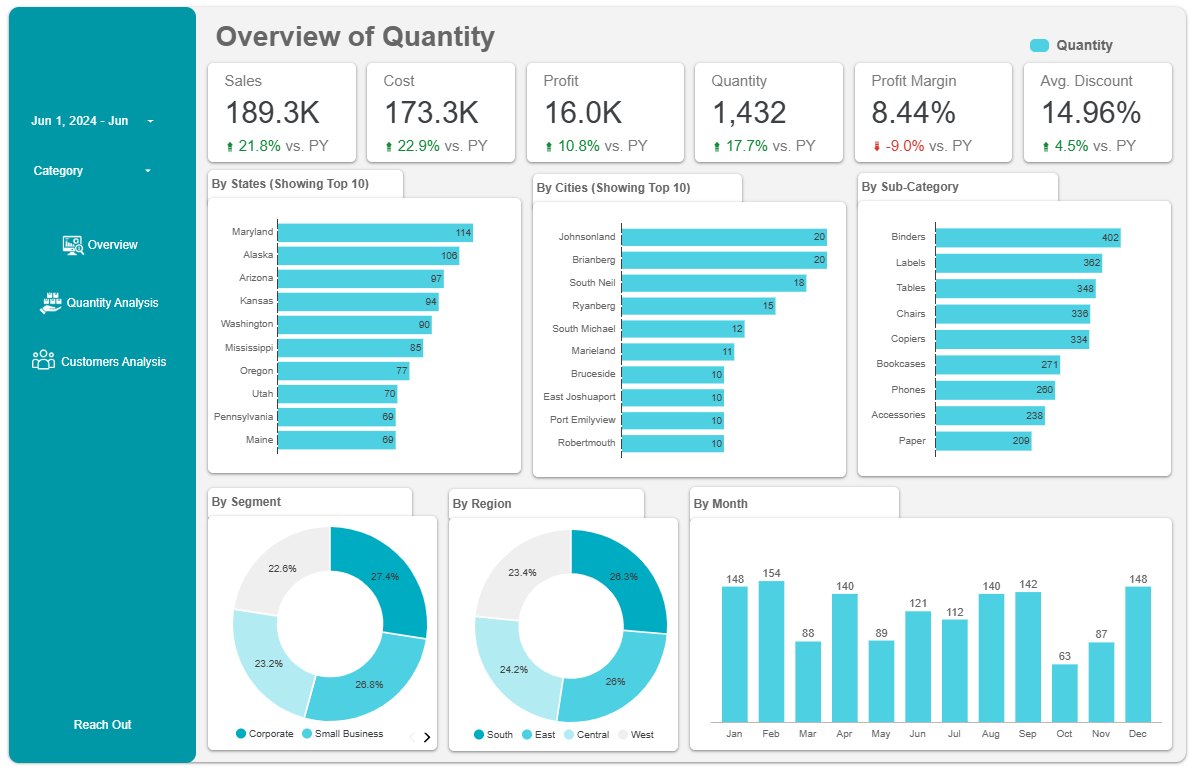 Overview of Quantity
Quantity
Jun 1, 2024 - Jun
Category
Overview
Quantity Analysis
Customers Analysis
Reach Out
Sales
189.3K
21.8% vs. PY
Cost
173.3K
22.9% vs. PY
Profit
16.0K
10.8% vs. PY
Quantity
1,432
17.7% vs. PY
Profit Margin
8.44%
-9.0% vs. PY
Avg. Discount
14.96%
4.5% vs. PY
By States (Showing Top 10)
Maryland 114
Alaska 106
Arizona 97
Kansas 94
Washington 90
Mississippi 85
Oregon 77
Utah 70
Pennsylvania 69
Maine 69
By Cities (Showing Top 10)
Johnsonland 20
Brianberg 20
South Neil 18
Ryanberg 15
South Michael 12
Marieland 11
Bruceside 10
East Joshuaport 10
Port Emilyview 10
Robertmouth 10
By Sub-Category
Binders 402
Labels 362
Tables 348
Chairs 336
Copiers 334
Bookcases 271
Phones 260
Accessories 238
Paper 209
By Segment
22.6%
27.4%
23.2%
26.8%
Corporate Small Business
By Region
23.4%
26.3%
24.2%
26%
South East Central West
By Month
148 154 88 140 89 121 112 140 142 63 87 148
Jan Feb Mar Apr May Jun Jul Aug Sep Oct Nov Dec